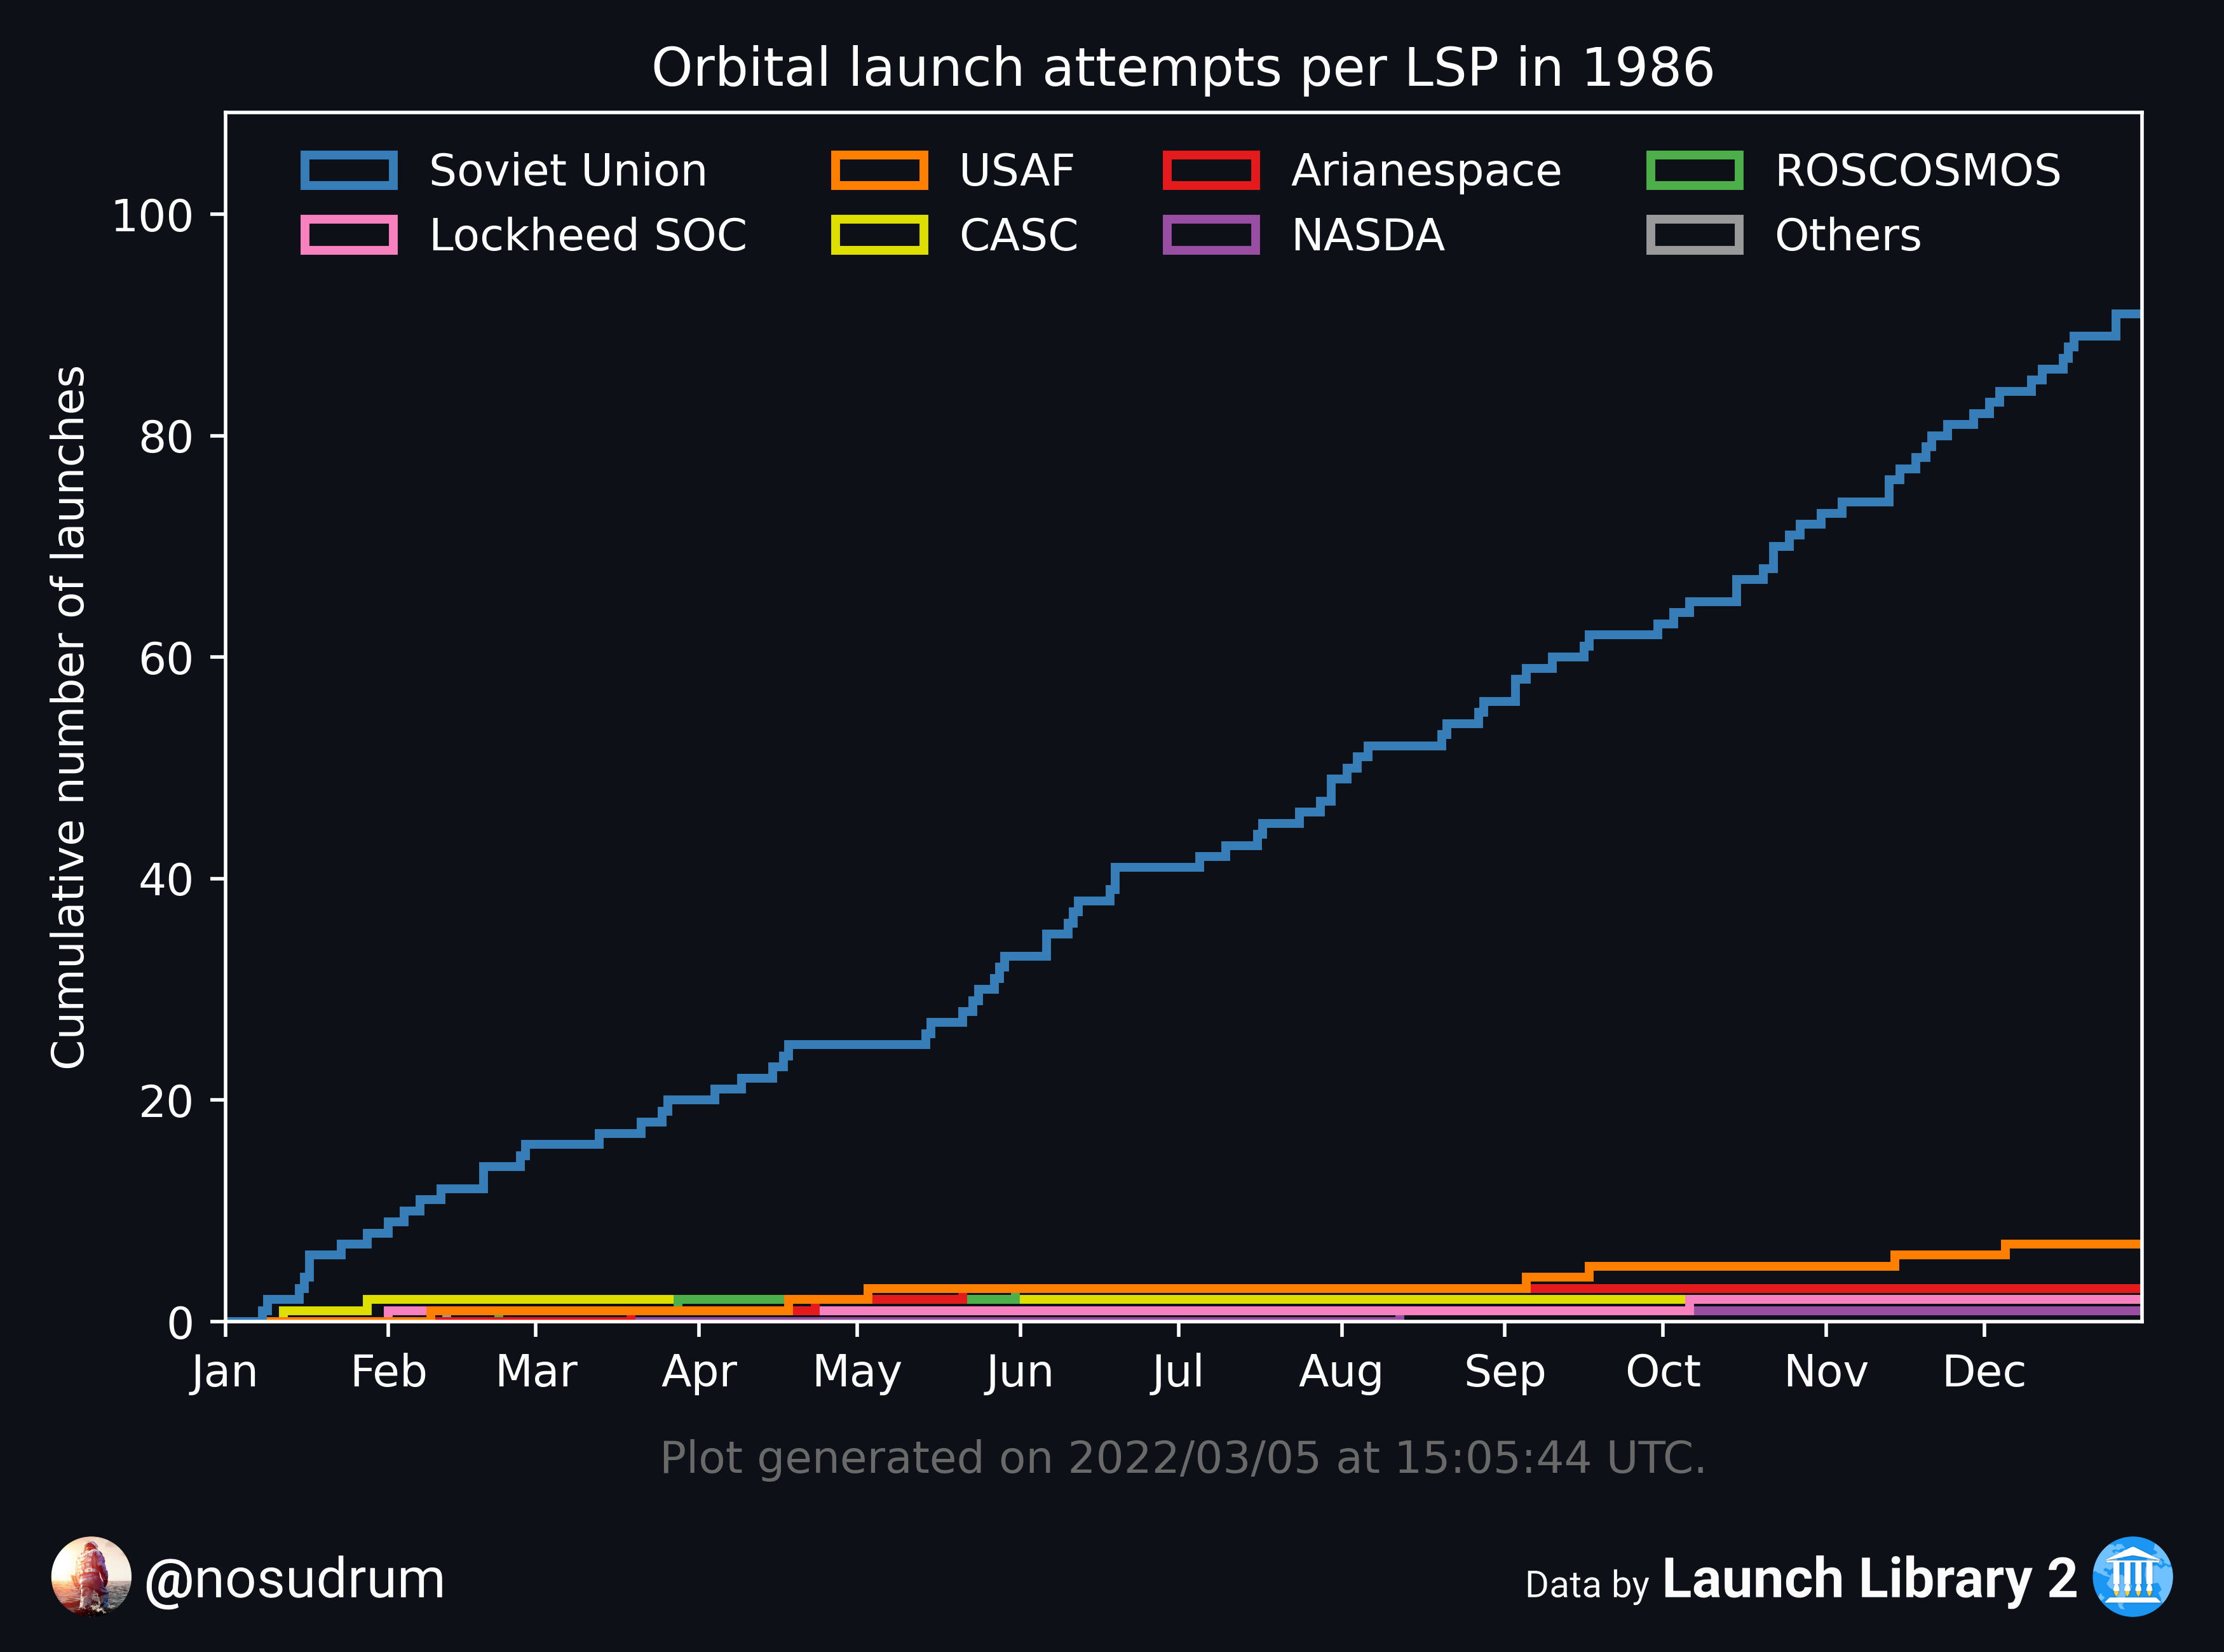 Orbital launch attempts per LSP in 1986
Soviet Union
USAF
Arianespace
ROSCOSMOS
Lockheed SOC
CASC
NASDA
Others
Cumulative number of launches
100
80
60
40
20
0
Jan Feb Mar Apr May Jun Jul Aug Sep Oct Nov Dec
Plot generated on 2022/03/05 at 15:05:44 UTC.
@nosudrum
Data by Launch Library 2